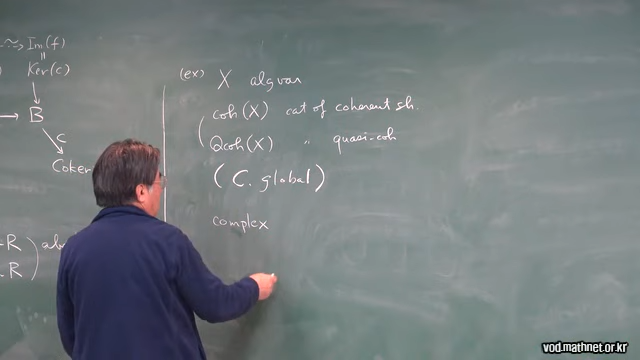 Im(f)
Ker(c)
B
c
Coker
R
R
(ex) X alg var
Coh(X) cat of coherent sh.
Qcoh(X) " quasi-coh
(C. global)
complex
vod.mathnet.or.kr